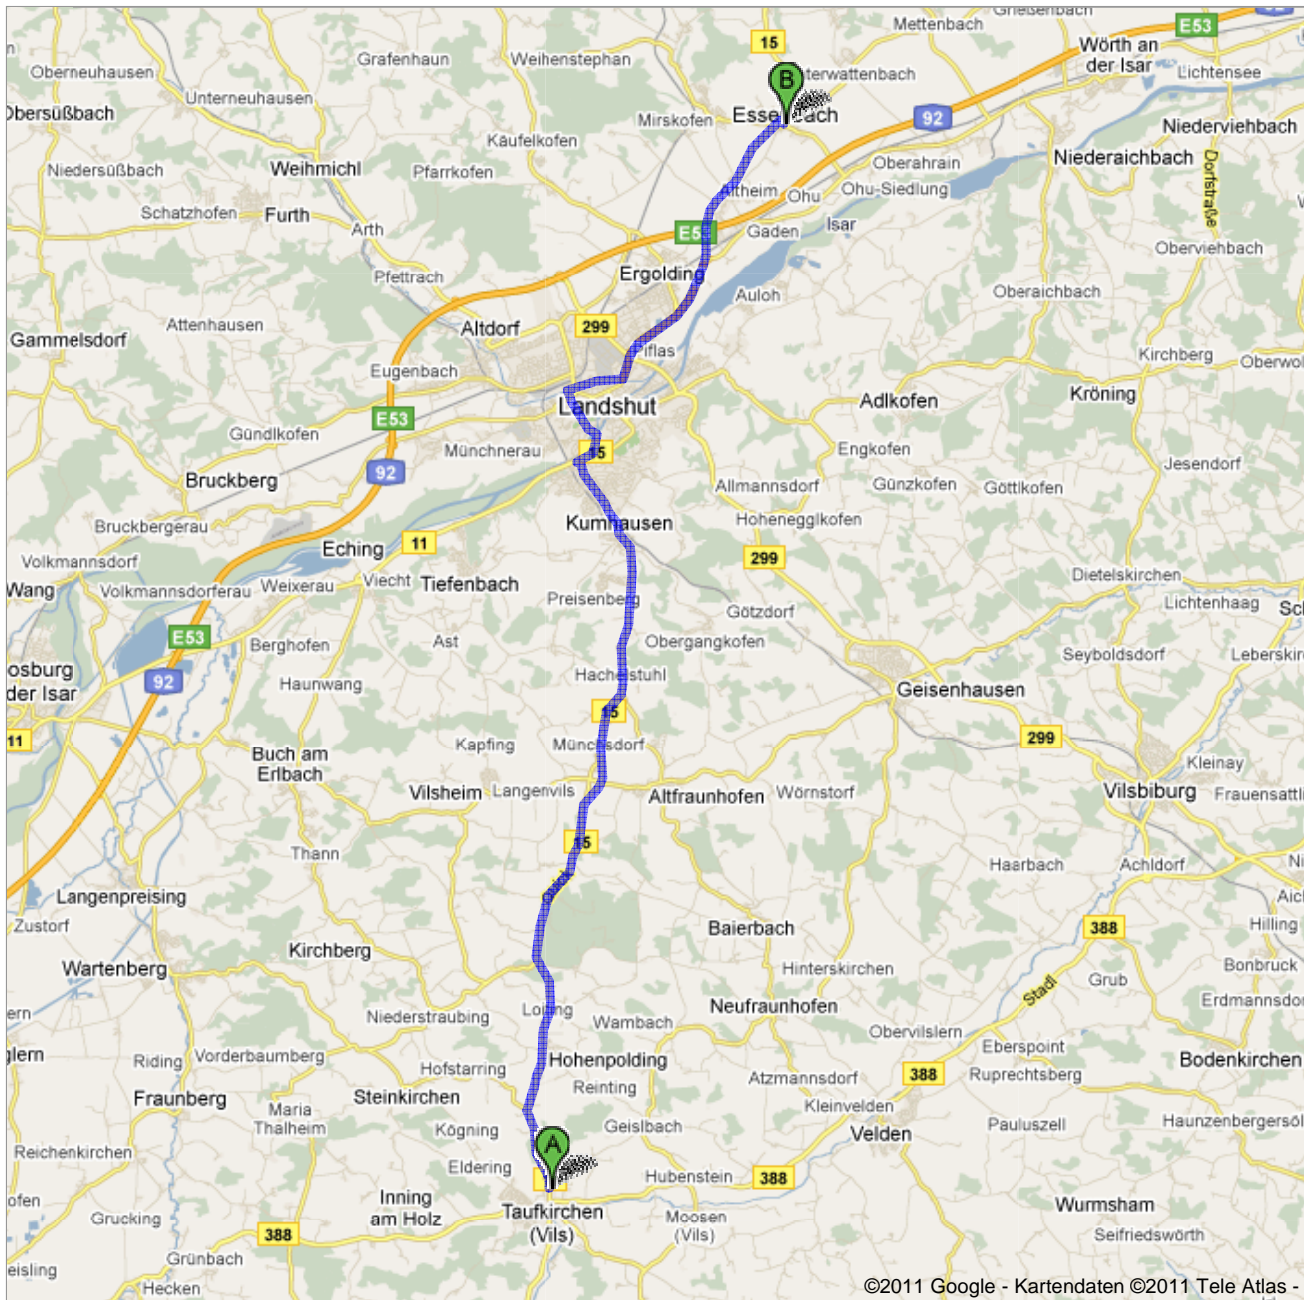 Grafenhaun
Weihenstephan
15
Mettenbach
E53
Wörth an
der Isar
Oberneuhausen
Unterneuhausen
B
Lichtensee
Obersüßbach
Käufelkofen
Mirskofen
92
Niederviehbach
Niedersüßbach
Weihmichl
Pfarrkofen
Oberahrain
Niederaichbach
Dorfstraße
Schatzhofen
Furth
Arth
Altheim
Ohu
Ohu-Siedlung
Gaden
Isar
Oberviehbach
Pfettrach
Ergolding
Auloh
Oberaichbach
Attenhausen
Altdorf
299
Gammelsdorf
Eugenbach
Kirchberg
Kröning
E53
Landshut
Adlkofen
Gündlkofen
Münchnerau
15
Engkofen
92
Bruckberg
Allmannsdorf
Günzkofen
Göttlkofen
Jesendorf
Bruckbergerau
Kumhausen
Hohenegglkofen
Eching
11
299
Volkmannsdorf
Wang
Volkmannsdorferau
Weixerau
Viecht
Tiefenbach
Preisenberg
Götzdorf
Dietelskirchen
Lichtenhaag
E53
Berghofen
Ast
Obergangkofen
Seyboldsdorf
der Isar
92
Haunwang
Geisenhausen
11
15
Kapfing
Münchsdorf
299
Buch am
Erlbach
Kleinay
Vilsheim
Langenvils
Altfraunhofen
Wörnstorf
Vilsbiburg
15
Thann
Haarbach
Achldorf
Langenpreising
Zustorf
Kirchberg
Baierbach
388
Hilling
Wartenberg
Hinterskirchen
Bonbruck
Grub
Stadl
Niederstraubing
Wambach
Neufraunhofen
Obervilslern
Riding
Vorderbaumberg
Hohenpolding
Eberspoint
Bodenkirchen
Hofstarring
Reinting
Atzmannsdorf
388
Ruprechtsberg
Fraunberg
Maria
Thalheim
Steinkirchen
Kleinvelden
Kögning
Geislbach
Velden
Pauluszell
Reichenkirchen
A
Eldering
Hubenstein
388
Inning
am Holz
Taufkirchen
(Vils)
Moosen
(Vils)
Wurmsham
Grucking
388
Seifriedswörth
Grünbach
Hecken
©2011 Google - Kartendaten ©2011 Tele Atlas -